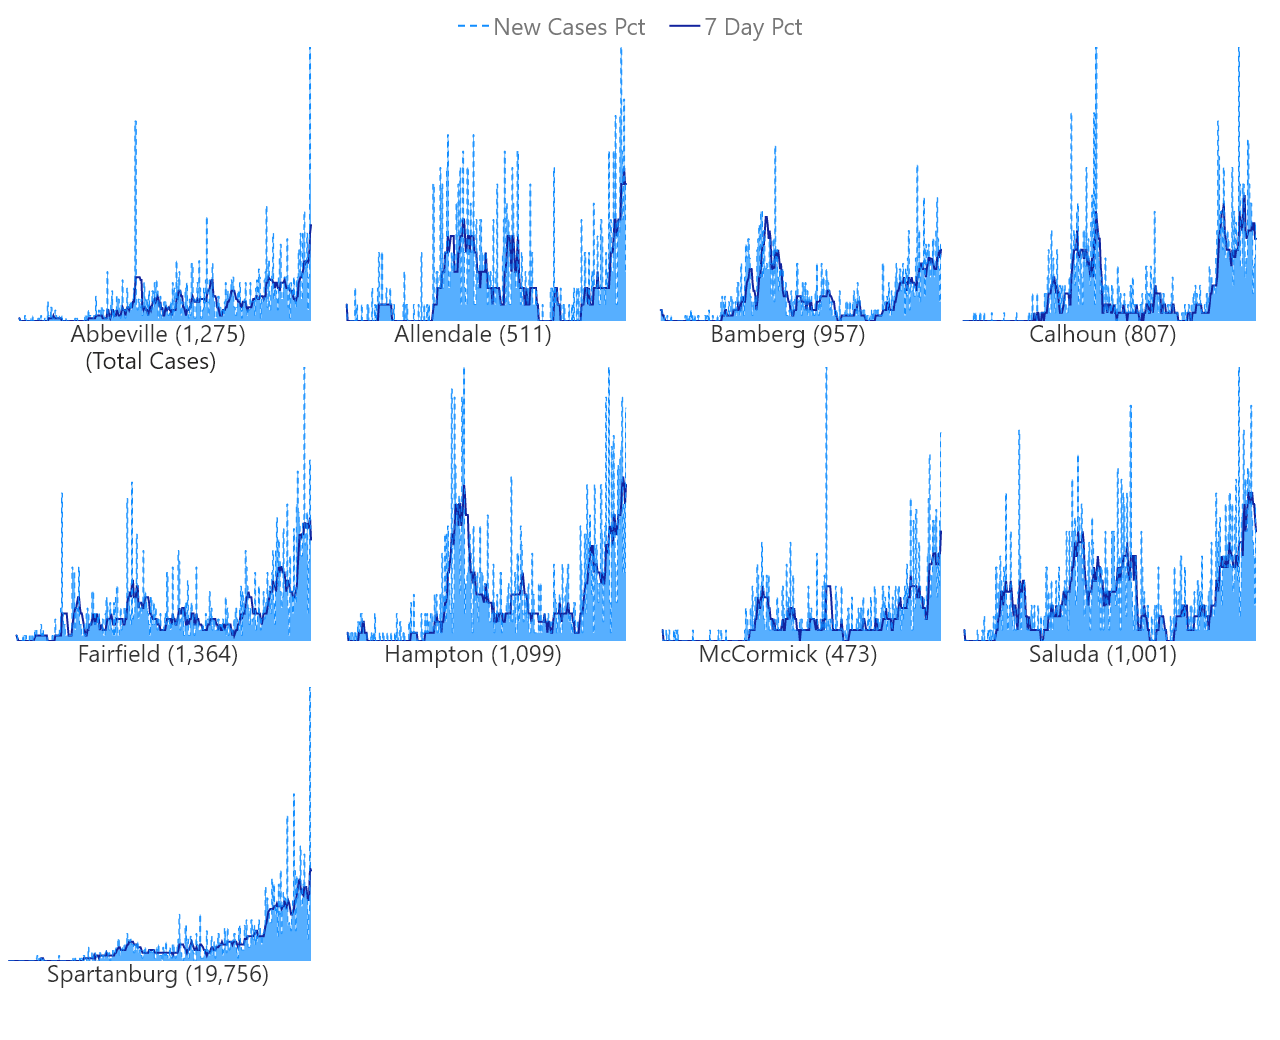 New Cases Pct 7 Day Pct
Abbeville (1,275) Allendale (511) Bamberg (957) Calhoun (807)
(Total Cases)
Fairfield (1,364) Hampton (1,099) McCormick (473) Saluda (1,001)
Spartanburg (19,756)